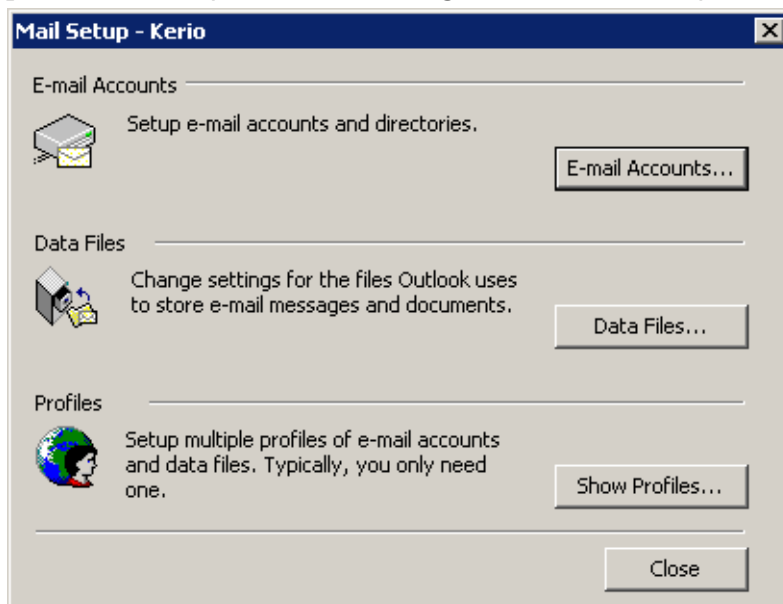 Mail Setup - Kerio
E-mail Accounts
Setup e-mail accounts and directories.
E-mail Accounts...
Data Files
Change settings for the files Outlook uses
to store e-mail messages and documents.
Data Files...
Profiles
Setup multiple profiles of e-mail accounts
and data files. Typically, you only need
one.
Show Profiles...
Close